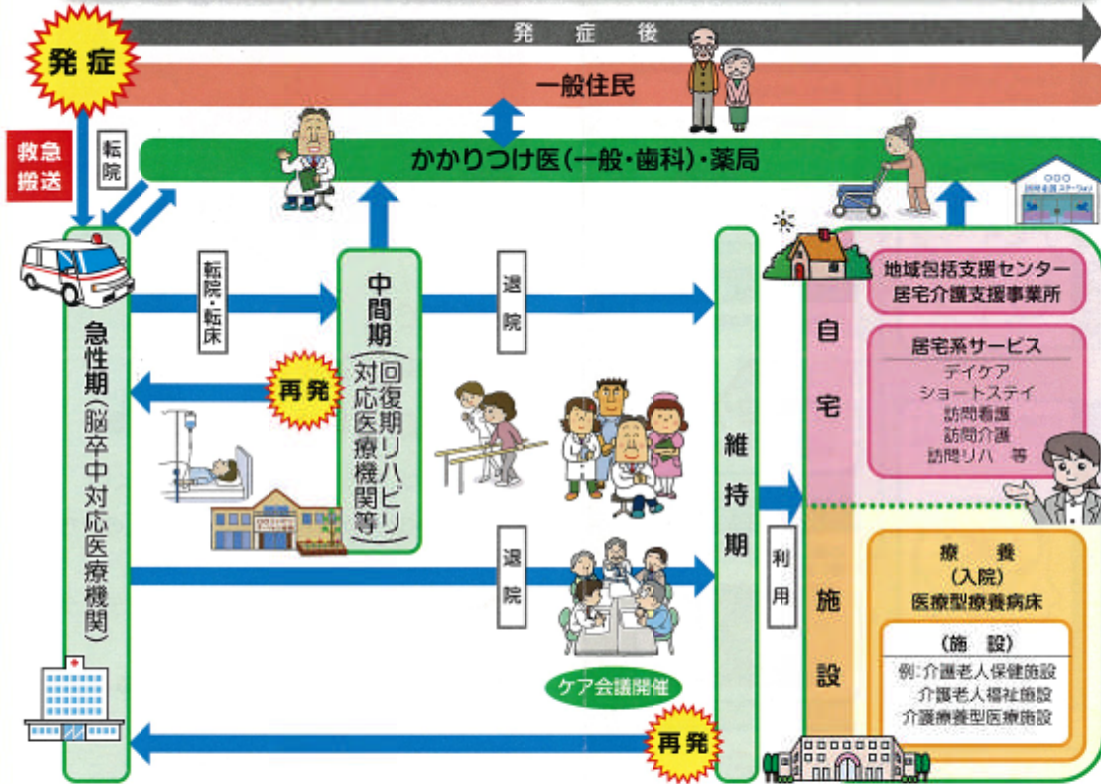 発症後
発症
一般住民
救急
搬送
転院
かかりつけ医(一般・歯科)・薬局
転院・転床
中間期(回復期リハビリ
対応医療機関等)
退院
地域包括支援センター
居宅介護支援事業所
急性期(脳卒中対応医療機関)
再発
維持期
自宅
居宅系サービス
デイケア
ショートステイ
訪問看護
訪問介護
訪問リハ 等
退院
利用
施設
療養
(入院)
医療型療養病床
(施設)
例:介護老人保健施設
介護老人福祉施設
介護療養型医療施設
ケア会議開催
再発